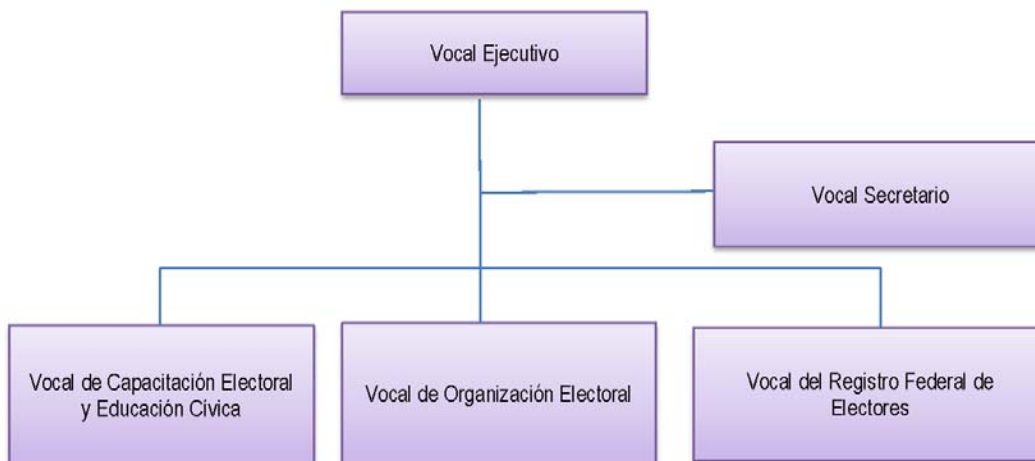 Vocal Ejecutivo
Vocal Secretario
Vocal de Capacitación Electoral
y Educación Cívica
Vocal de Organización Electoral
Vocal del Registro Federal de
Electores